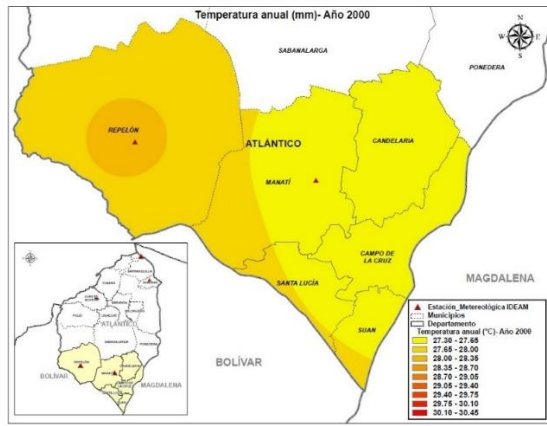 Temperatura anual (mm)- Año 2000
N
W
E
S
SABANALARGA
PONEDERA
REPELÓN
ATLÁNTICO
CANDELARIA
MANATÍ
CAMPO DE
LA CRUZ
SANTA LUCÍA
MAGDALENA
SUAN
BOLÍVAR
ATLÁNTICO
BOLÍVAR
MAGDALENA
Estación_Metereológica IDEAM
Municipios
Departamento
Temperatura anual (°C)- Año 2000
27.30 - 27.65
27.65 - 28.00
28.00 - 28.35
28.35 - 28.70
28.70 - 29.05
29.05 - 29.40
29.40 - 29.75
29.75 - 30.10
30.10 - 30.45